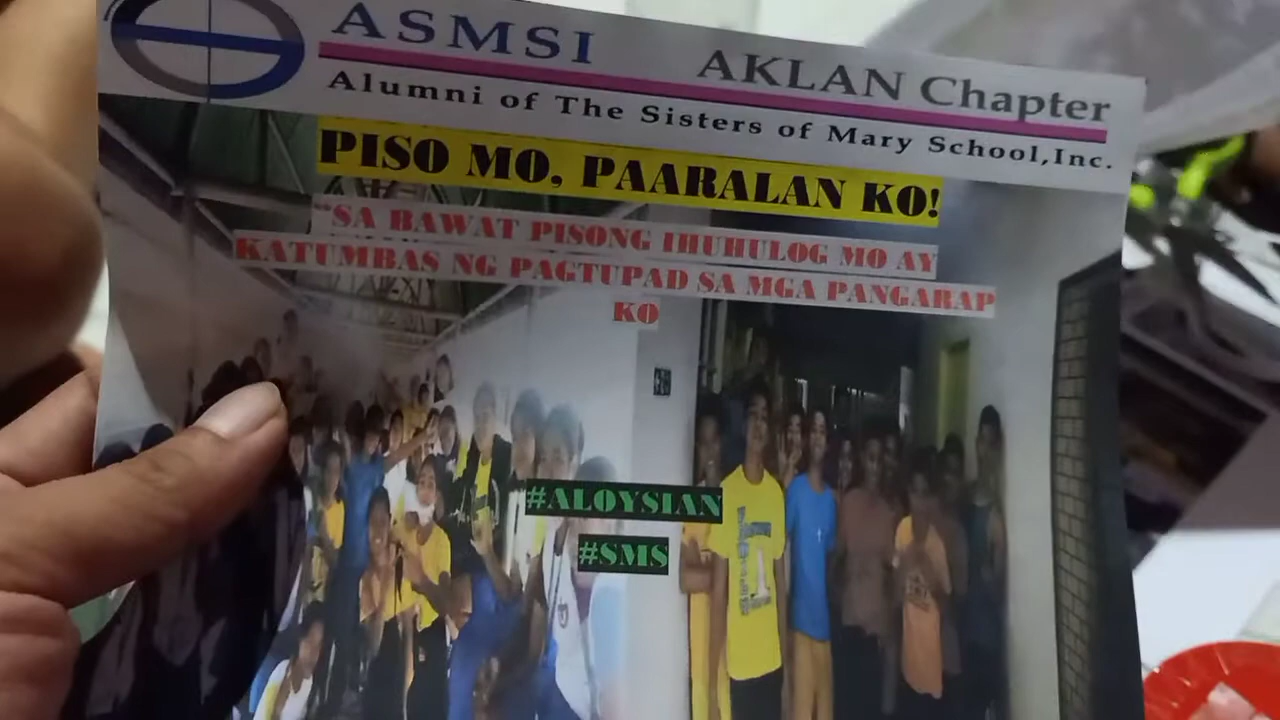 ASMSI AKLAN Chapter
Alumni of The Sisters of Mary School,Inc.
PISO MO, PAARALAN KO!
"SA BAWAT PISONG IHUHULOG MO AY
KATUMBAS NG PAGTUPAD SA MGA PANGARAP
KO
#ALOYSIAN
#SMS